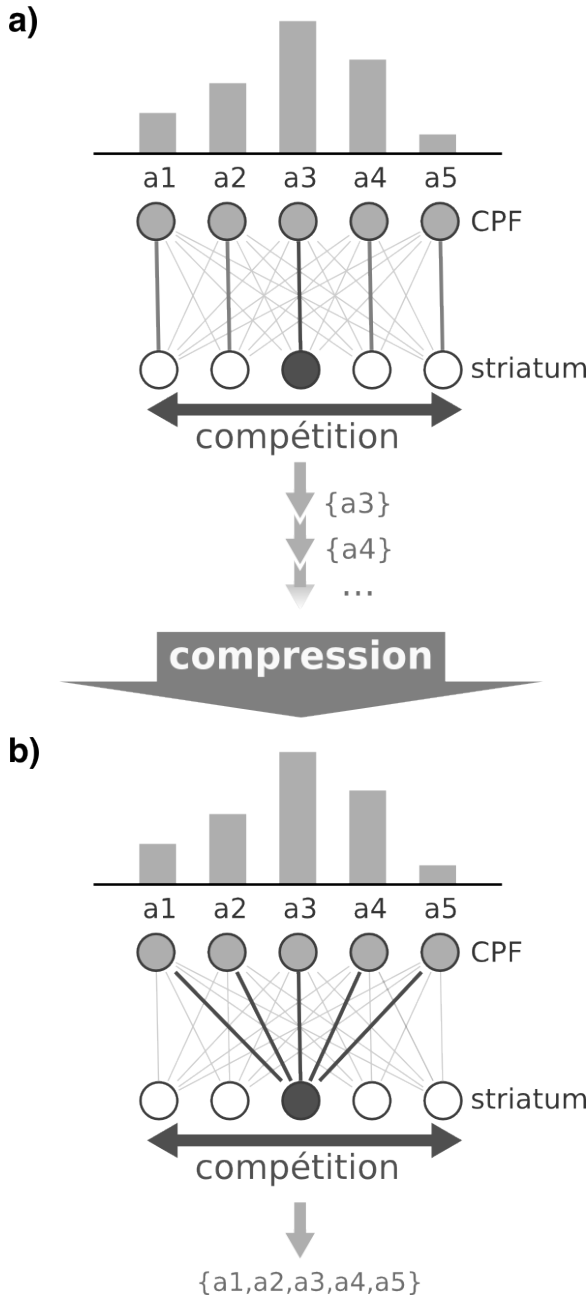 a)
a1 a2 a3 a4 a5
CPF
striatum
compétition
{a3}
{a4}
...
compression
b)
a1 a2 a3 a4 a5
CPF
striatum
compétition
{a1,a2,a3,a4,a5}